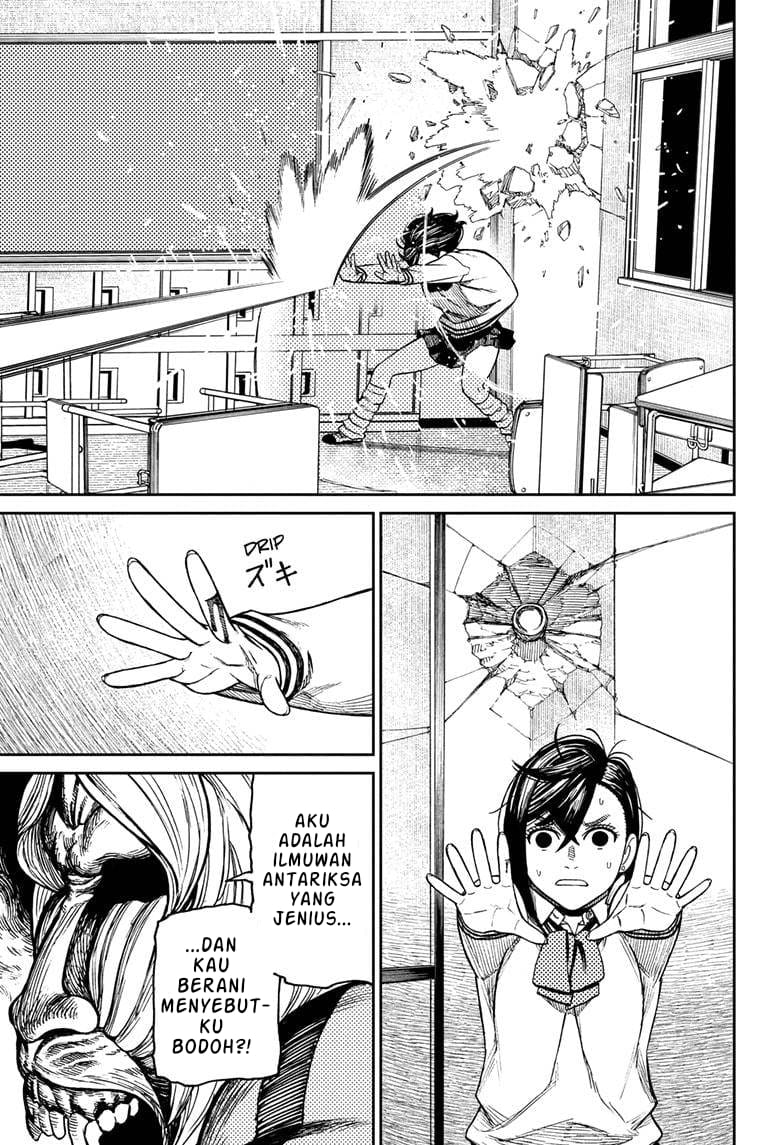 DRIP
ズキ
AKU
ADALAH
ILMUWAN
ANTARIKSA
YANG
JENIUS...
...DAN
KAU
BERANI
MENYEBUT-
KU
BODOH?!